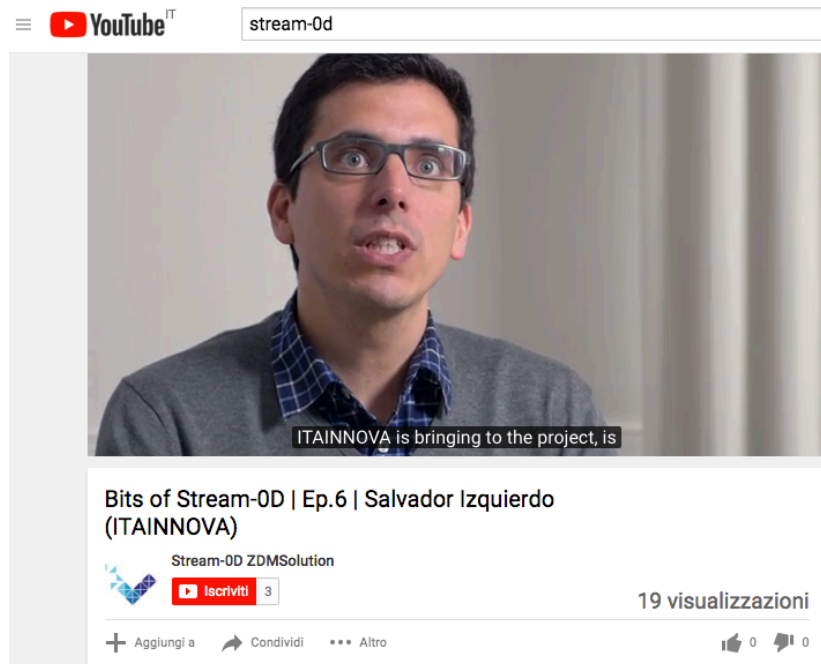 YouTube IT
stream-0d
ITAINNOVA is bringing to the project, is
Bits of Stream-0D | Ep.6 | Salvador Izquierdo
(ITAINNOVA)
Stream-0D ZDMSolution
Iscriviti 3
19 visualizzazioni
Aggiungi a Condividi Altro 0 0